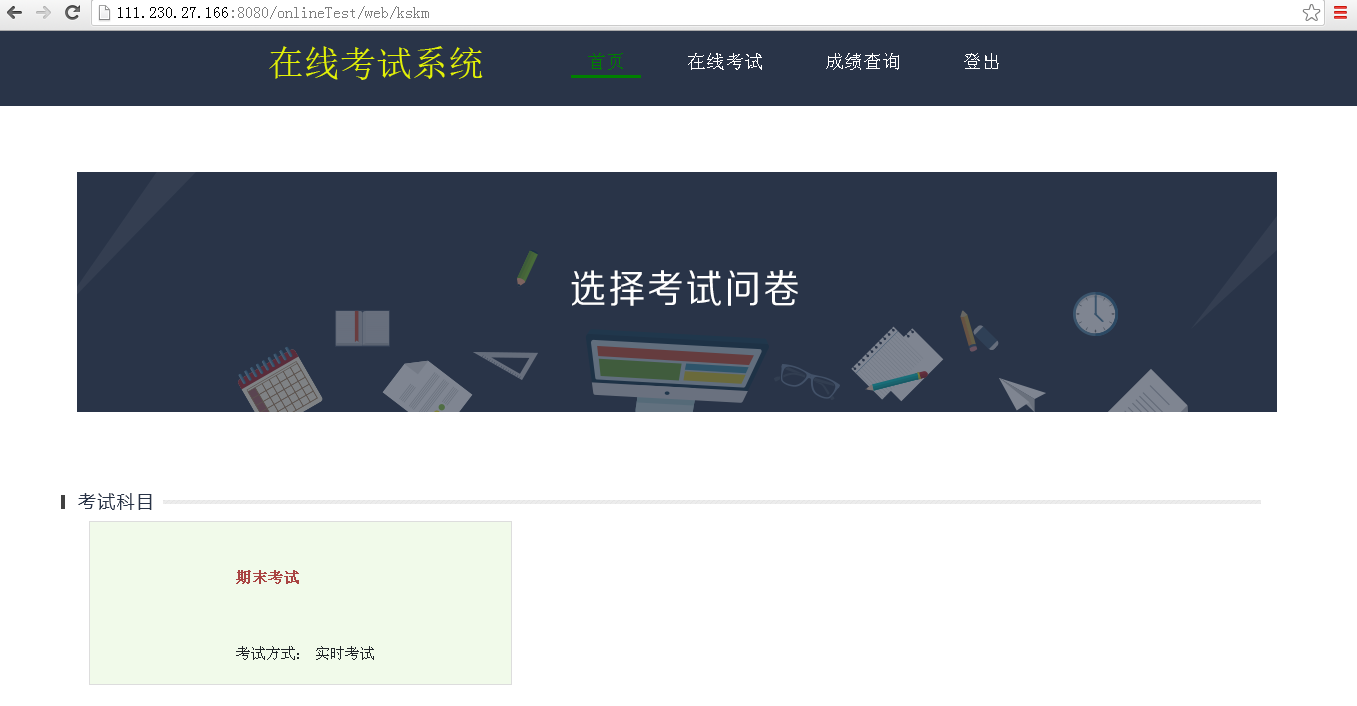 111.230.27.166:8080/onlineTest/web/kskm
在线考试系统 首页 在线考试 成绩查询 登出
选择考试问卷
考试科目
期末考试
考试方式： 实时考试